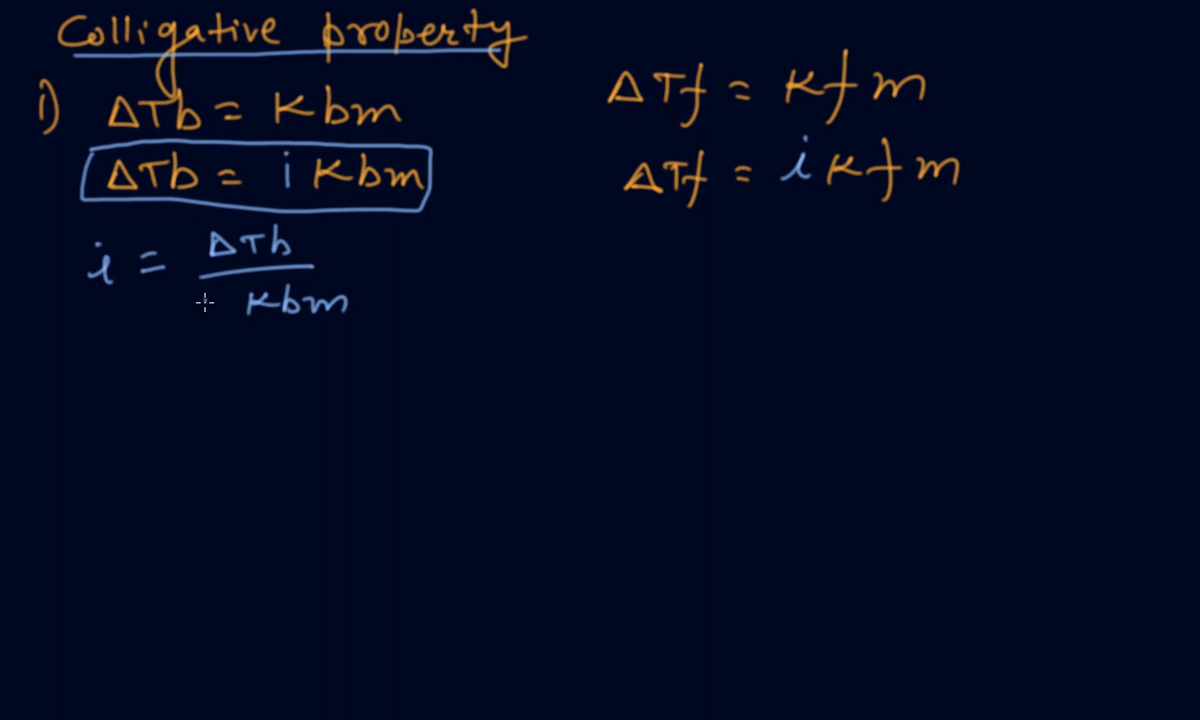 Colligative property
i) ΔTb = Kbm
ΔTb = i Kbm
i = ΔTb / Kbm
ΔTf = Kfm
ΔTf = i Kfm